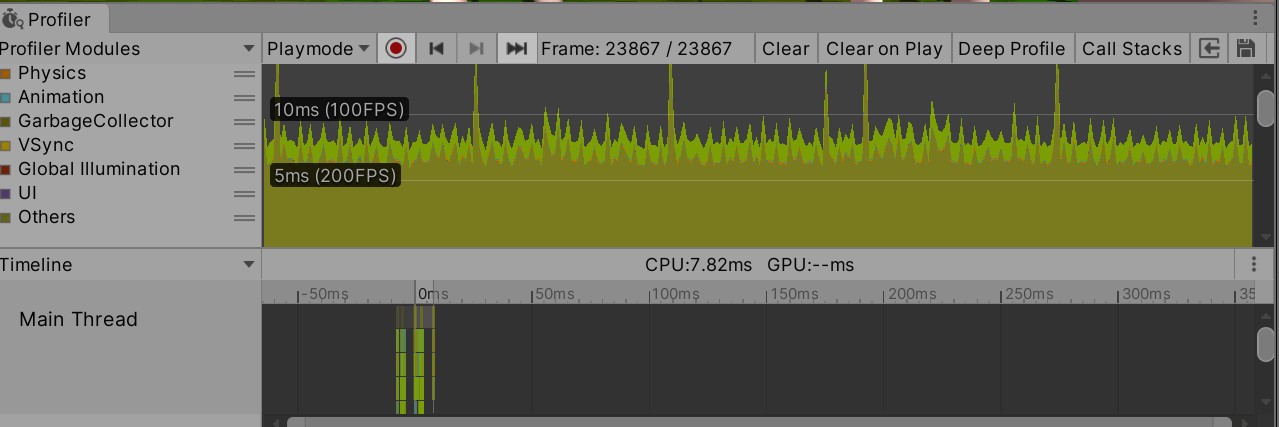 Profiler
Profiler Modules Playmode Frame: 23867 / 23867 Clear Clear on Play Deep Profile Call Stacks
Physics
Animation
GarbageCollector
VSync
Global Illumination
UI
Others
10ms (100FPS)
5ms (200FPS)
Timeline CPU:7.82ms GPU:--ms
-50ms 0ms 50ms 100ms 150ms 200ms 250ms 300ms 35
Main Thread